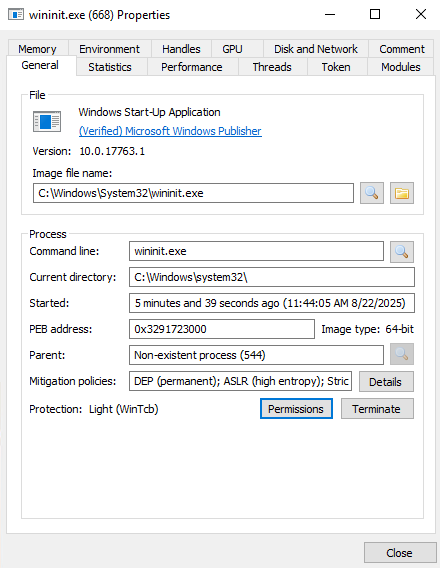 wininit.exe (668) Properties
Memory Environment Handles GPU Disk and Network Comment
General Statistics Performance Threads Token Modules
File
Windows Start-Up Application
(Verified) Microsoft Windows Publisher
Version: 10.0.17763.1
Image file name:
C:\Windows\System32\wininit.exe
Process
Command line: wininit.exe
Current directory: C:\Windows\system32\
Started: 5 minutes and 39 seconds ago (11:44:05 AM 8/22/2025)
PEB address: 0x3291723000 Image type: 64-bit
Parent: Non-existent process (544)
Mitigation policies: DEP (permanent); ASLR (high entropy); Stric Details
Protection: Light (WinTcb) Permissions Terminate
Close